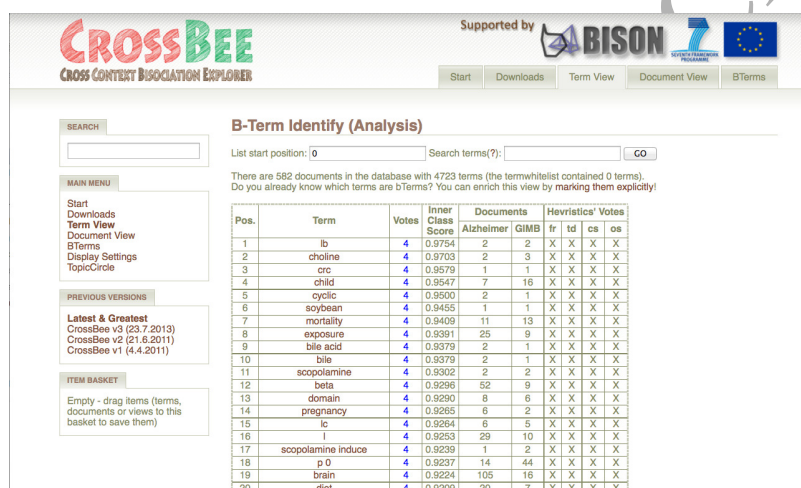 CROSSBEE
CROSS CONTEXT BISOCIATION EXPLORER
Supported by BISON
SEVENTH FRAMEWORK
PROGRAMME
Start Downloads Term View Document View BTerms
SEARCH
MAIN MENU
Start
Downloads
Term View
Document View
BTerms
Display Settings
TopicCircle
PREVIOUS VERSIONS
Latest & Greatest
CrossBee v3 (23.7.2013)
CrossBee v2 (21.6.2011)
CrossBee v1 (4.4.2011)
ITEM BASKET
Empty - drag items (terms,
documents or views to this
basket to save them)
B-Term Identify (Analysis)
List start position: 0 Search terms(?): GO
There are 582 documents in the database with 4723 terms (the termwhitelist contained 0 terms).
Do you already know which terms are bTerms? You can enrich this view by marking them explicitly!
Pos. Term Votes Inner Class Score Documents Hevristics' Votes
Alzheimer GIMB fr td cs os
1 lb 4 0.9754 2 2 X X X X
2 choline 4 0.9703 2 3 X X X X
3 crc 4 0.9579 1 1 X X X X
4 child 4 0.9547 7 16 X X X X
5 cyclic 4 0.9500 2 1 X X X X
6 soybean 4 0.9455 1 1 X X X X
7 mortality 4 0.9409 11 13 X X X X
8 exposure 4 0.9391 25 9 X X X X
9 bile acid 4 0.9379 2 1 X X X X
10 bile 4 0.9379 2 1 X X X X
11 scopolamine 4 0.9302 2 2 X X X X
12 beta 4 0.9296 52 9 X X X X
13 domain 4 0.9290 8 6 X X X X
14 pregnancy 4 0.9265 6 2 X X X X
15 lc 4 0.9264 6 5 X X X X
16 l 4 0.9253 29 10 X X X X
17 scopolamine induce 4 0.9239 1 2 X X X X
18 p 0 4 0.9237 14 44 X X X X
19 brain 4 0.9224 105 16 X X X X
20 diet 4 0.9209 20 7 X X X X